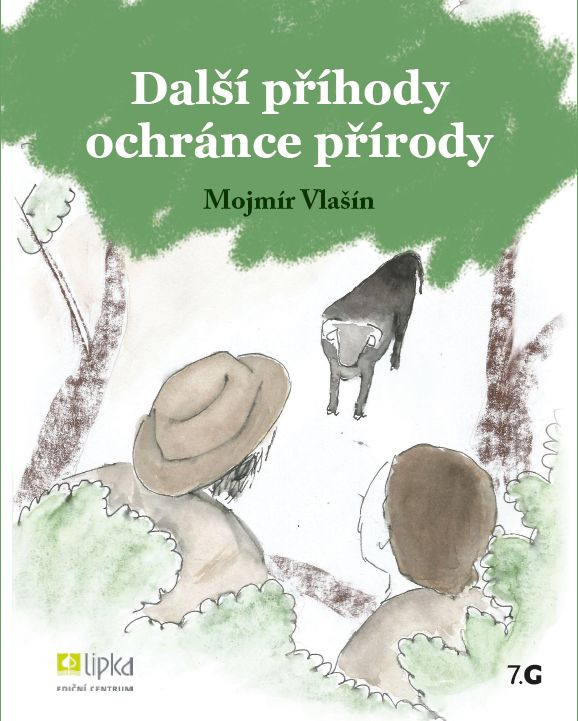 Další příhody
ochránce přírody
Mojmír Vlašín
lipka
EDIČNÍ CENTRUM
7.G